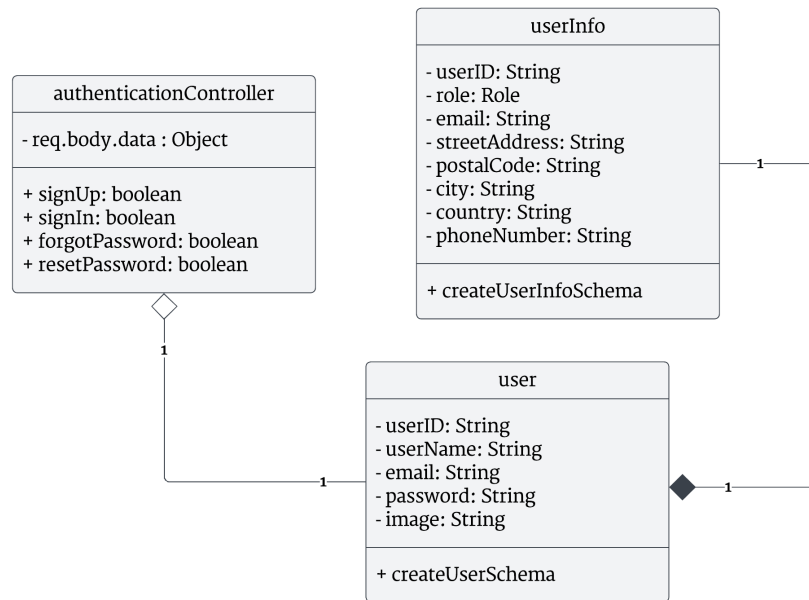 userInfo
- userID: String
- role: Role
- email: String
- streetAddress: String
- postalCode: String
- city: String
- country: String
- phoneNumber: String
+ createUserInfoSchema
1
authenticationController
- req.body.data : Object
+ signUp: boolean
+ signIn: boolean
+ forgotPassword: boolean
+ resetPassword: boolean
1
1
user
- userID: String
- userName: String
- email: String
- password: String
- image: String
+ createUserSchema
1